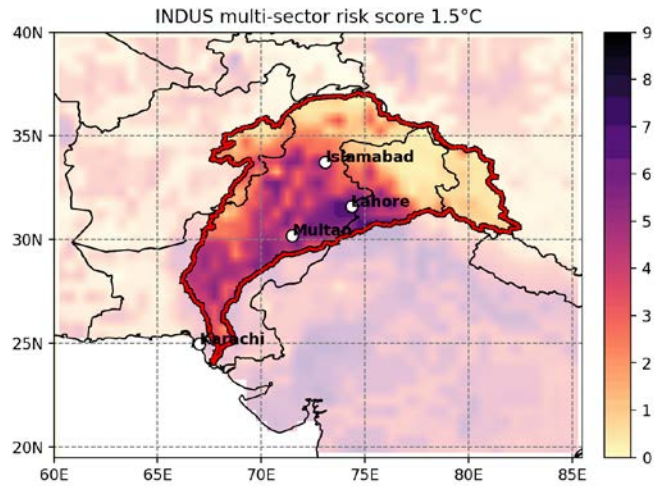 INDUS multi-sector risk score 1.5°C
40N
35N
30N
25N
20N
Islamabad
Lahore
Multan
Karachi
60E
65E
70E
75E
80E
85E
9
8
7
6
5
4
3
2
1
0